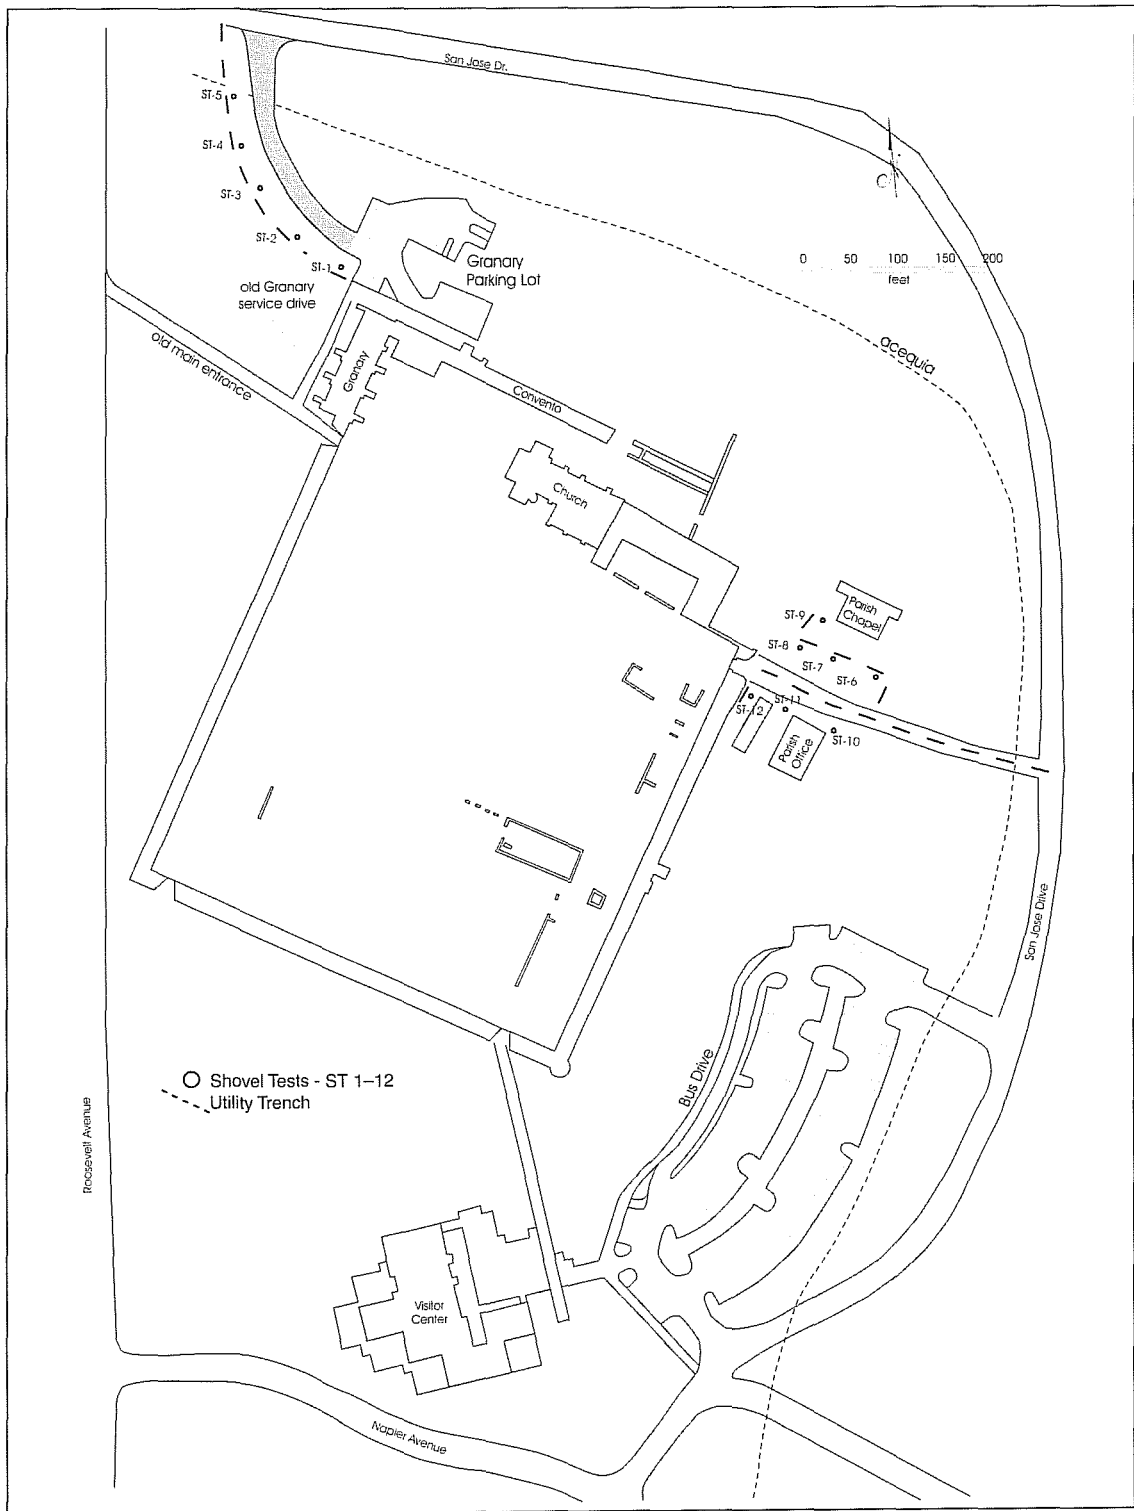 San Jose Dr.
ST-5
ST-4
ST-3
ST-2
ST-1
Granary
Parking Lot
old Granary
service drive
0 50 100 150 200
feet
old main entrance
acequia
Granary
Convento
Church
Parish
Chapel
ST-9
ST-8
ST-7
ST-6
ST-11
ST-12
ST-10
Parish
Office
San Jose Drive
Bus Drive
Shovel Tests - ST 1–12
Utility Trench
Roosevelt Avenue
Visitor
Center
Napier Avenue